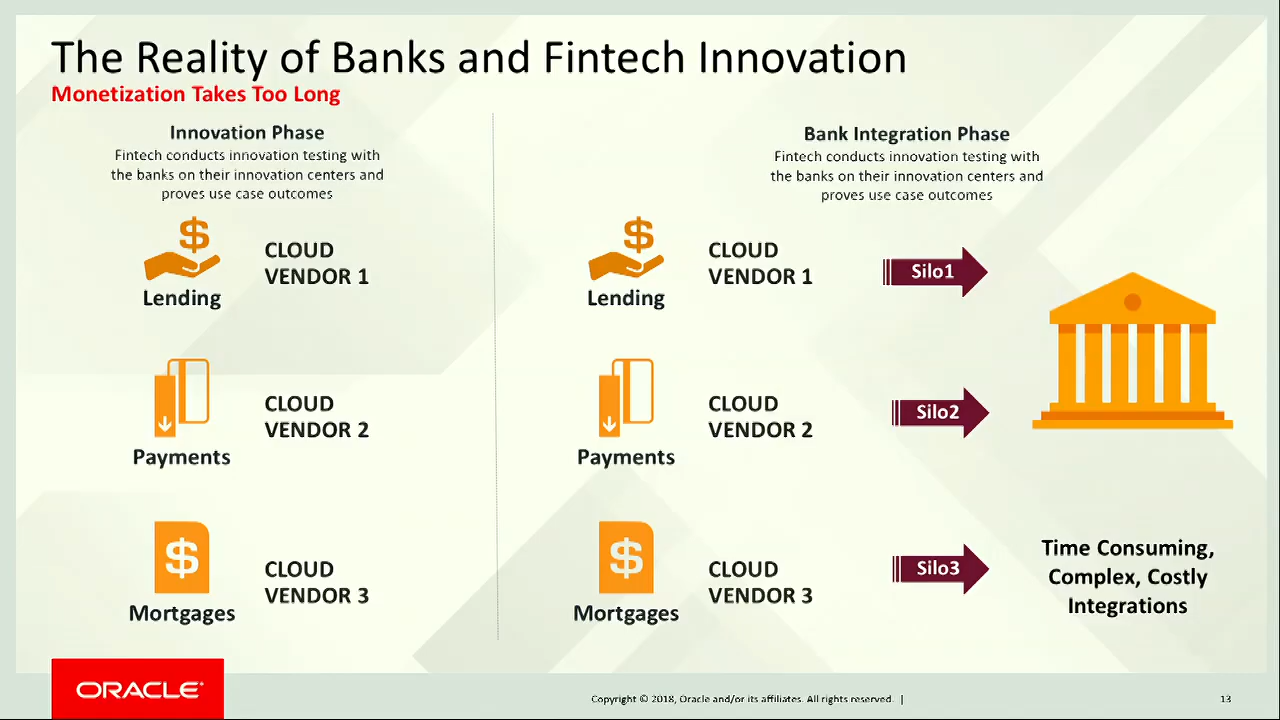 The Reality of Banks and Fintech Innovation
Monetization Takes Too Long
Innovation Phase
Fintech conducts innovation testing with
the banks on their innovation centers and
proves use case outcomes
$
CLOUD
VENDOR 1
Lending
CLOUD
VENDOR 2
Payments
$
CLOUD
VENDOR 3
Mortgages
Bank Integration Phase
Fintech conducts innovation testing with
the banks on their innovation centers and
proves use case outcomes
$
CLOUD
VENDOR 1
Lending
Silo1
CLOUD
VENDOR 2
Payments
Silo2
$
CLOUD
VENDOR 3
Mortgages
Silo3
Time Consuming,
Complex, Costly
Integrations
ORACLE®
Copyright © 2018, Oracle and/or its affiliates. All rights reserved. |
13